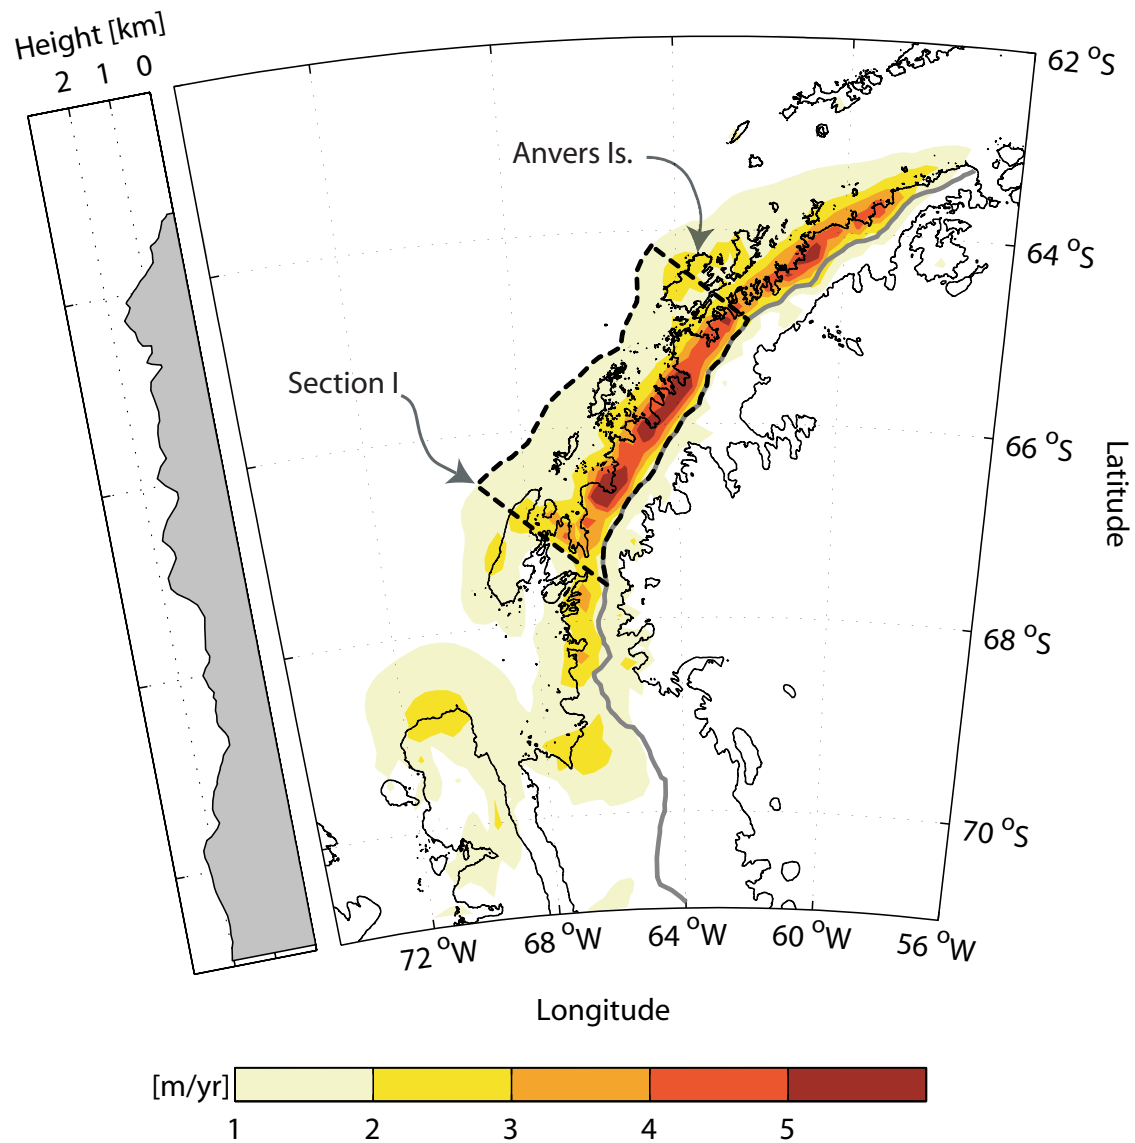 Height [km]
2 1 0
62 °S
Anvers Is.
64 °S
Section I
66 °S
Latitude
68 °S
70 °S
72 °W 68 °W 64 °W 60 °W 56 °W
Longitude
[m/yr]
1 2 3 4 5